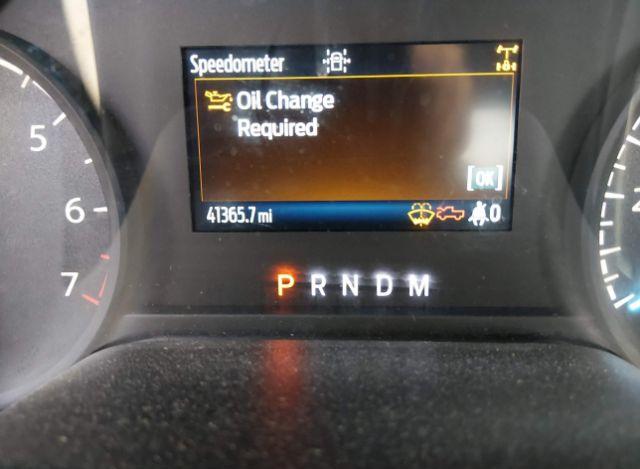 Speedometer
Oil Change
Required
[OK]
41365.7 mi
0
P R N D M
5
6
7